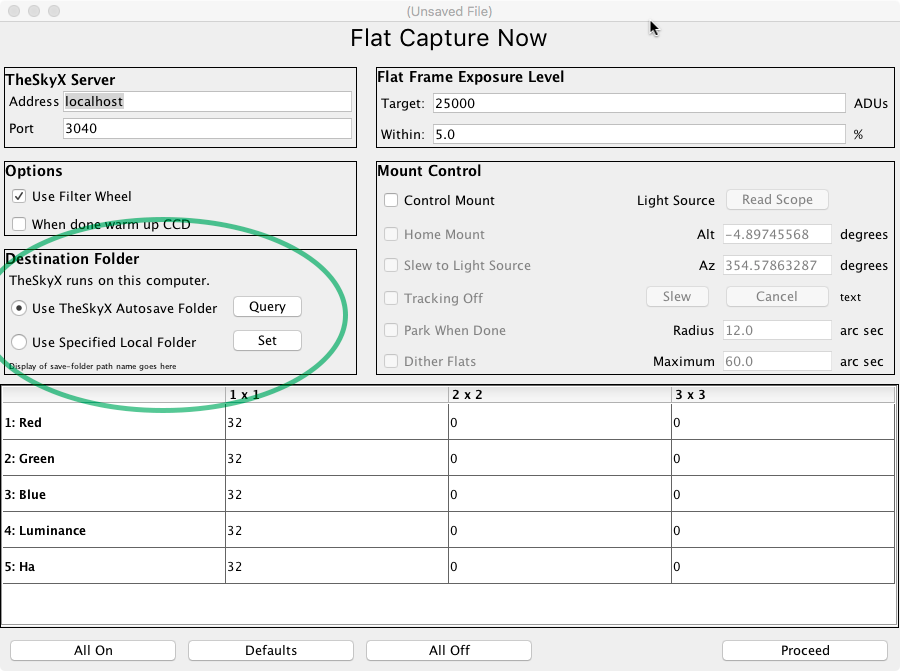 (Unsaved File)
Flat Capture Now
TheSkyX Server
Address localhost
Port 3040
Flat Frame Exposure Level
Target: 25000 ADUs
Within: 5.0 %
Options
Use Filter Wheel
When done warm up CCD
Destination Folder
TheSkyX runs on this computer.
Use TheSkyX Autosave Folder Query
Use Specified Local Folder Set
Display of save-folder path name goes here
Mount Control
Control Mount Light Source Read Scope
Home Mount Alt -4.89745568 degrees
Slew to Light Source Az 354.57863287 degrees
Tracking Off Slew Cancel text
Park When Done Radius 12.0 arc sec
Dither Flats Maximum 60.0 arc sec
1 x 1 2 x 2 3 x 3
1: Red 32 0 0
2: Green 32 0 0
3: Blue 32 0 0
4: Luminance 32 0 0
5: Ha 32 0 0
All On Defaults All Off Proceed